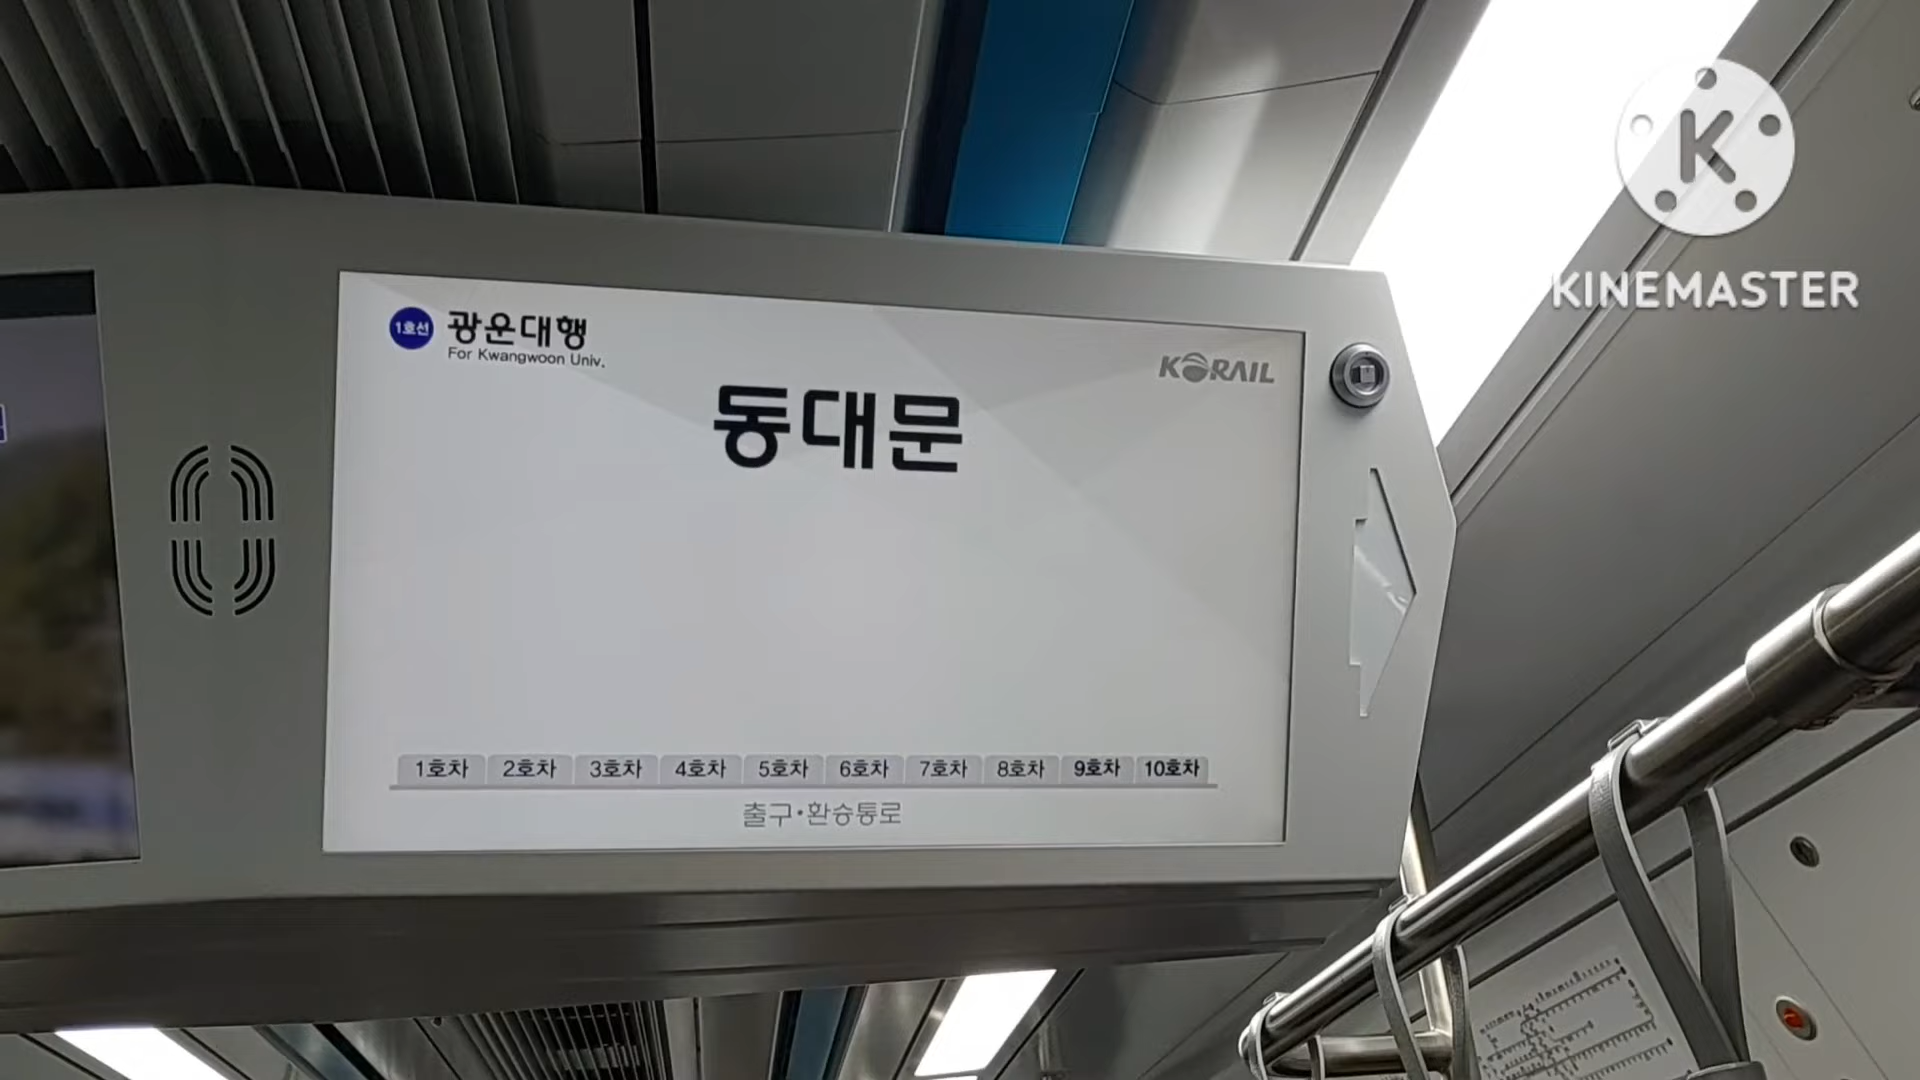 1호선 광운대행
For Kwangwoon Univ.
KORAIL
동대문
1호차 2호차 3호차 4호차 5호차 6호차 7호차 8호차 9호차 10호차
출구·환승통로
K
KINEMASTER